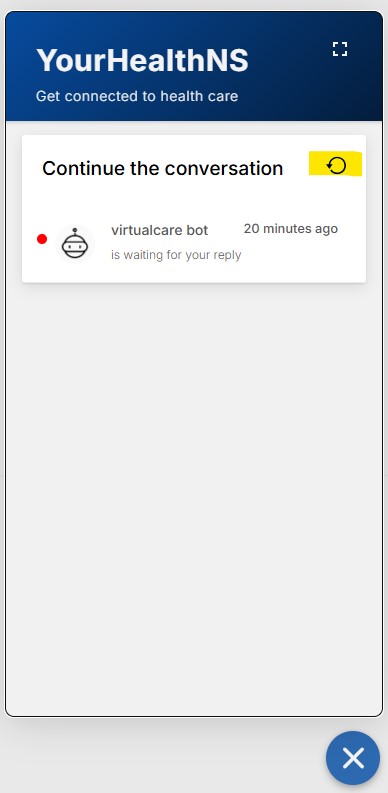 YourHealthNS
Get connected to health care
Continue the conversation
virtualcare bot 20 minutes ago
is waiting for your reply